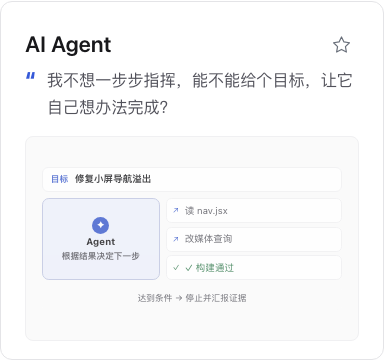 AI Agent
“ 我不想一步步指挥，能不能给个目标，让它
自己想办法完成？
目标 修复小屏导航溢出
Agent
根据结果决定下一步
↗ 读 nav.jsx
↗ 改媒体查询
✓ ✓ 构建通过
达到条件 → 停止并汇报证据